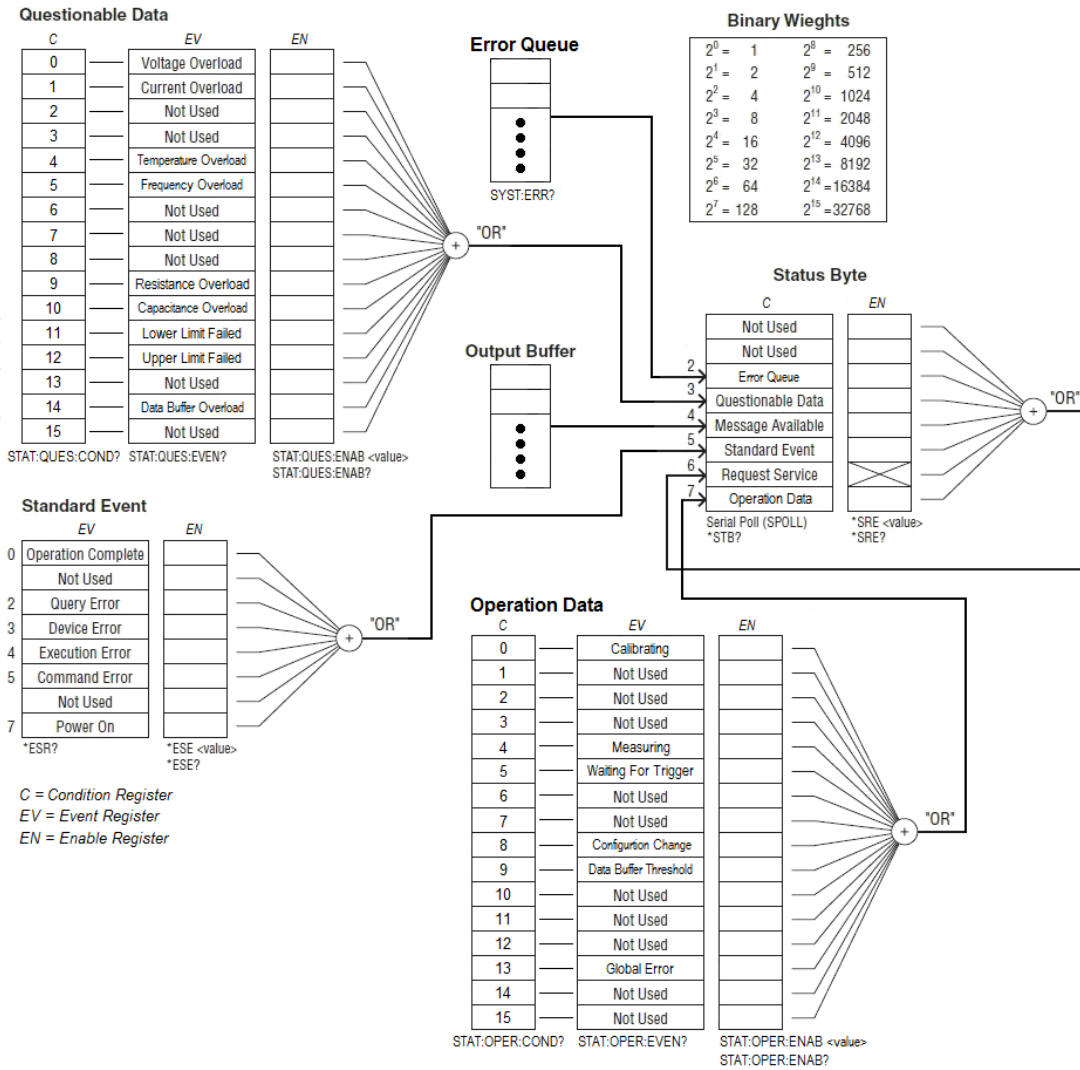 Questionable Data
C EV EN
0 Voltage Overload
1 Current Overload
2 Not Used
3 Not Used
4 Temperature Overload
5 Frequency Overload
6 Not Used
7 Not Used
8 Not Used
9 Resistance Overload
10 Capacitance Overload
11 Lower Limit Failed
12 Upper Limit Failed
13 Not Used
14 Data Buffer Overload
15 Not Used
STAT:QUES:COND? STAT:QUES:EVEN? STAT:QUES:ENAB <value>
STAT:QUES:ENAB?
"OR"
Error Queue
SYST:ERR?
Binary Wieghts
2⁰ = 1 2⁸ = 256
2¹ = 2 2⁹ = 512
2² = 4 2¹⁰ = 1024
2³ = 8 2¹¹ = 2048
2⁴ = 16 2¹² = 4096
2⁵ = 32 2¹³ = 8192
2⁶ = 64 2¹⁴ =16384
2⁷ = 128 2¹⁵ =32768
Output Buffer
Status Byte
C EN
Not Used
Not Used
2 Error Queue
3 Questionable Data
4 Message Available
5 Standard Event
6 Request Service
7 Operation Data
Serial Poll (SPOLL) *SRE <value>
*STB? *SRE?
"OR"
Standard Event
EV EN
0 Operation Complete
Not Used
2 Query Error
3 Device Error
4 Execution Error
5 Command Error
Not Used
7 Power On
*ESR? *ESE <value>
*ESE?
"OR"
C = Condition Register
EV = Event Register
EN = Enable Register
Operation Data
C EV EN
0 Calibrating
1 Not Used
2 Not Used
3 Not Used
4 Measuring
5 Waiting For Trigger
6 Not Used
7 Not Used
8 Configurtion Change
9 Data Buffer Threshold
10 Not Used
11 Not Used
12 Not Used
13 Global Error
14 Not Used
15 Not Used
STAT:OPER:COND? STAT:OPER:EVEN? STAT:OPER:ENAB <value>
STAT:OPER:ENAB?
"OR"